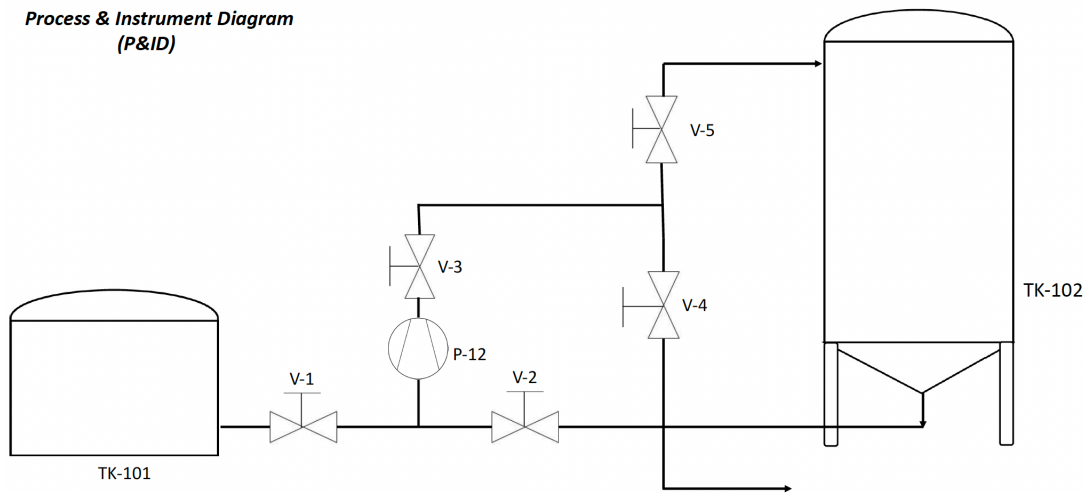 Process & Instrument Diagram
(P&ID)
V-5
V-3
TK-102
V-4
P-12
V-1
V-2
TK-101